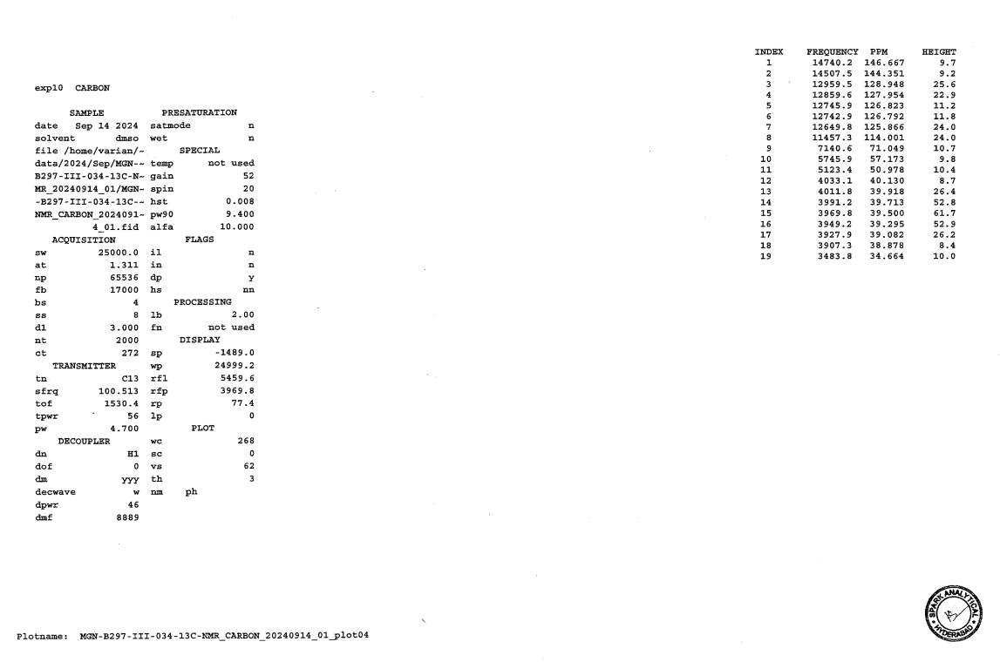 exp10 CARBON
SAMPLE PRESATURATION
date Sep 14 2024 satmode n
solvent dmso wet n
file /home/varian/~ SPECIAL
data/2024/Sep/MGN-~ temp not used
B297-III-034-13C-N~ gain 52
MR_20240914_01/MGN~ spin 20
-B297-III-034-13C-~ hst 0.008
NMR_CARBON_2024091~ pw90 9.400
4_01.fid alfa 10.000
ACQUISITION FLAGS
sw 25000.0 il n
at 1.311 in n
np 65536 dp y
fb 17000 hs nn
bs 4 PROCESSING
ss 8 lb 2.00
d1 3.000 fn not used
nt 2000 DISPLAY
ct 272 sp -1489.0
TRANSMITTER wp 24999.2
tn C13 rfl 5459.6
sfrq 100.513 rfp 3969.8
tof 1530.4 rp 77.4
tpwr 56 lp 0
pw 4.700 PLOT
DECOUPLER wc 268
dn H1 sc 0
dof 0 vs 62
dm yyy th 3
decwave w nm ph
dpwr 46
dmf 8889
INDEX FREQUENCY PPM HEIGHT
1 14740.2 146.667 9.7
2 14507.5 144.351 9.2
3 12959.5 128.948 25.6
4 12859.6 127.954 22.9
5 12745.9 126.823 11.2
6 12742.9 126.792 11.8
7 12649.8 125.866 24.0
8 11457.3 114.001 24.0
9 7140.6 71.049 10.7
10 5745.9 57.173 9.8
11 5123.4 50.978 10.4
12 4033.1 40.130 8.7
13 4011.8 39.918 26.4
14 3991.2 39.713 52.8
15 3969.8 39.500 61.7
16 3949.2 39.295 52.9
17 3927.9 39.082 26.2
18 3907.3 38.878 8.4
19 3483.8 34.664 10.0
SPARK ANALYTICAL
HYDERABAD
Plotname: MGN-B297-III-034-13C-NMR_CARBON_20240914_01_plot04